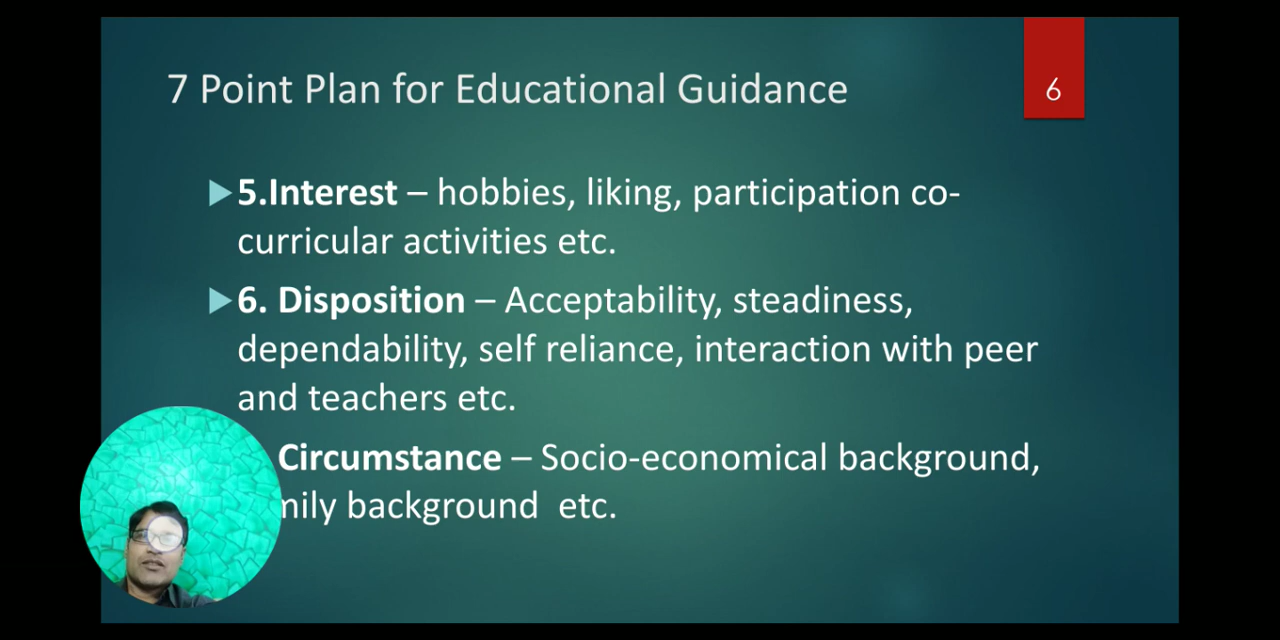 7 Point Plan for Educational Guidance
6
5.Interest – hobbies, liking, participation co-
curricular activities etc.
6. Disposition – Acceptability, steadiness,
dependability, self reliance, interaction with peer
and teachers etc.
Circumstance – Socio-economical background,
background etc.